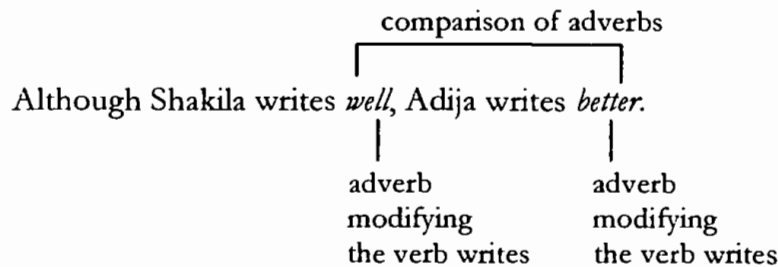 comparison of adverbs
Although Shakila writes well, Adija writes better.
adverb adverb
modifying modifying
the verb writes the verb writes